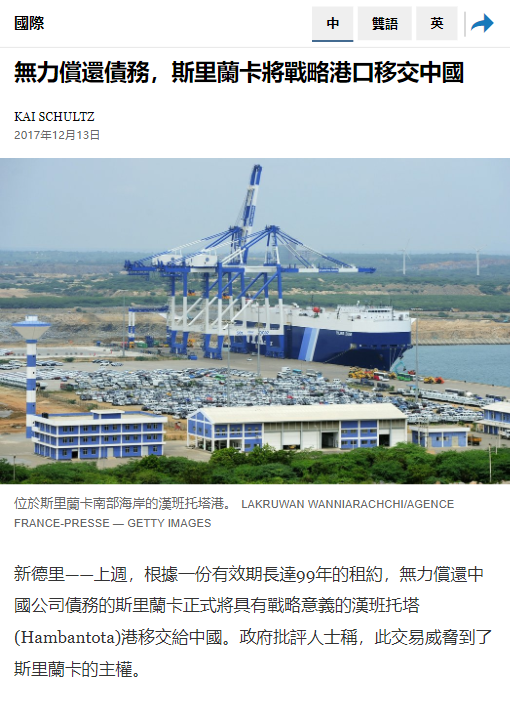 國際
中
雙語
英
無力償還債務，斯里蘭卡將戰略港口移交中國
KAI SCHULTZ
2017年12月13日
位於斯里蘭卡南部海岸的漢班托塔港。 LAKRUWAN WANNIARACHCHI/AGENCE
FRANCE-PRESSE — GETTY IMAGES
新德里——上週，根據一份有效期長達99年的租約，無力償還中
國公司債務的斯里蘭卡正式將具有戰略意義的漢班托塔
(Hambantota)港移交給中國。政府批評人士稱，此交易威脅到了
斯里蘭卡的主權。